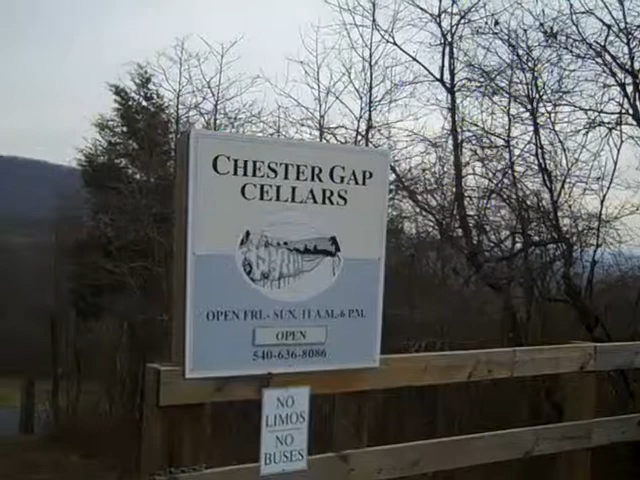 CHESTER GAP
CELLARS
OPEN FRI.- SUN. 11 A.M.-6 P.M.
OPEN
540-636-8086
NO
LIMOS
NO
BUSES